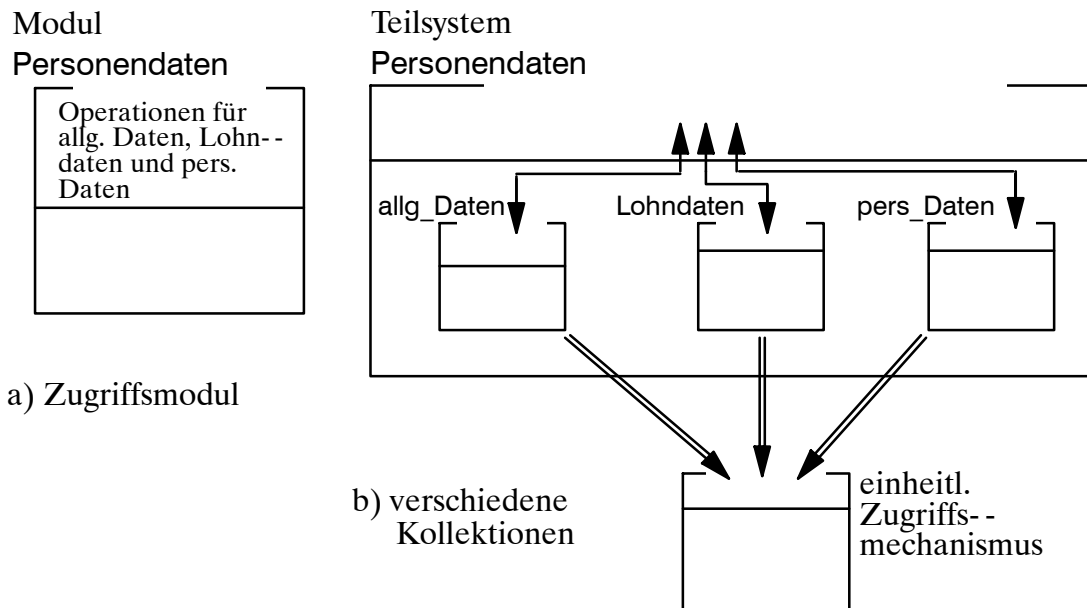 Modul
Personendaten
Operationen für
allg. Daten, Lohn--
daten und pers.
Daten
a) Zugriffsmodul
Teilsystem
Personendaten
allg_Daten
Lohndaten
pers_Daten
b) verschiedene
Kollektionen
einheitl.
Zugriffs--
mechanismus